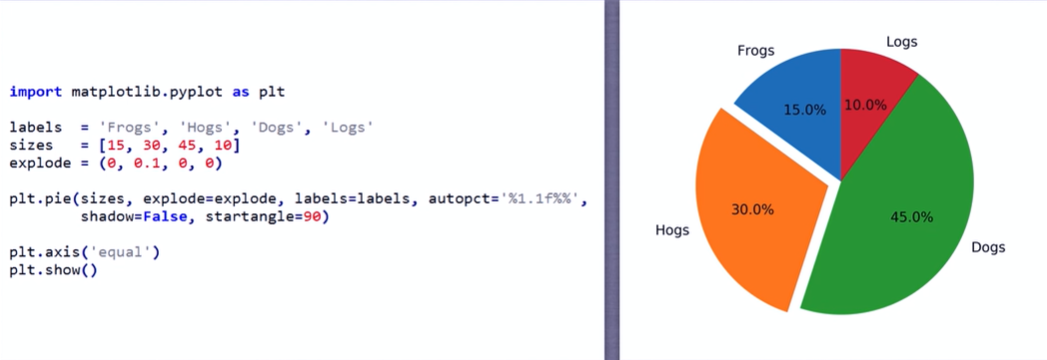 import matplotlib.pyplot as plt
labels  = 'Frogs', 'Hogs', 'Dogs', 'Logs'
sizes   = [15, 30, 45, 10]
explode = (0, 0.1, 0, 0)
plt.pie(sizes, explode=explode, labels=labels, autopct='%1.1f%%',
        shadow=False, startangle=90)
plt.axis('equal')
plt.show()
Logs
Frogs
10.0%
15.0%
30.0%
45.0%
Hogs
Dogs